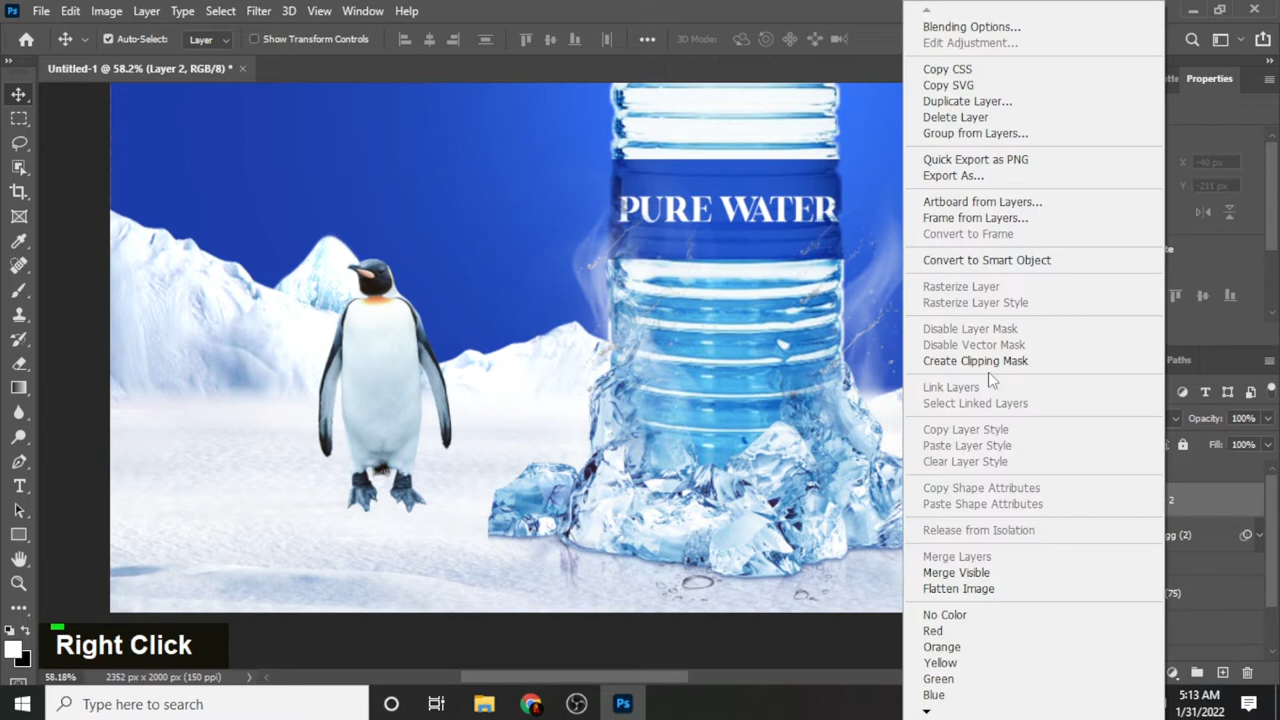 Ps File Edit Image Layer Type Select Filter 3D View Window Help
Auto-Select: Layer Show Transform Controls 3D Mode:
Untitled-1 @ 58.2% (Layer 2, RGB/8) *
Properties
Blending Options...
Edit Adjustment...
Copy CSS
Copy SVG
Duplicate Layer...
Delete Layer
Group from Layers...
Quick Export as PNG
Export As...
Artboard from Layers...
Frame from Layers...
Convert to Frame
Convert to Smart Object
Rasterize Layer
Rasterize Layer Style
Disable Layer Mask
Disable Vector Mask
Create Clipping Mask
Link Layers
Select Linked Layers
Copy Layer Style
Paste Layer Style
Clear Layer Style
Copy Shape Attributes
Paste Shape Attributes
Release from Isolation
Merge Layers
Merge Visible
Flatten Image
No Color
Red
Orange
Yellow
Green
Blue
X -40 px
Y -211 px
Paths
Opacity: 100%
Fill: 100%
2
gg (2)
(75)
PURE WATER
Right Click
58.18% 2352 px x 2000 px (150 ppi)
Type here to search
Ps
5:13 AM
1/31/2022